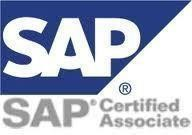 SAP
®
SAP® Certified
Associate